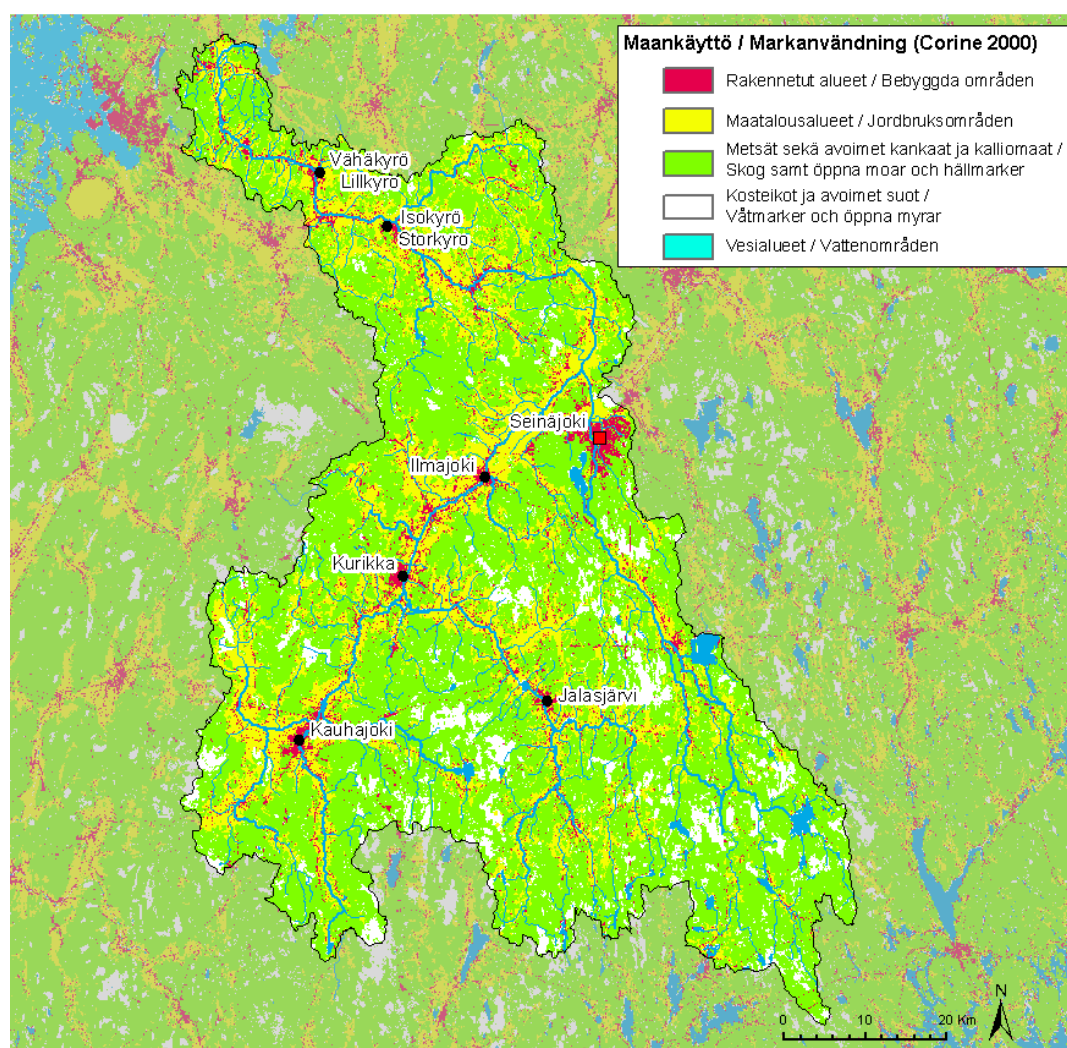 Maankäyttö / Markanvändning (Corine 2000)
Rakennetut alueet / Bebyggda områden
Maatalousalueet / Jordbruksområden
Metsät sekä avoimet kankaat ja kalliomaat /
Skog samt öppna moar och hällmarker
Kosteikot ja avoimet suot /
Våtmarker och öppna myrar
Vesialueet / Vattenområden
Vähäkyrö
Lillkyro
Isokyrö
Storkyro
Seinäjoki
Ilmajoki
Kurikka
Jalasjärvi
Kauhajoki
N
0 10 20 Km